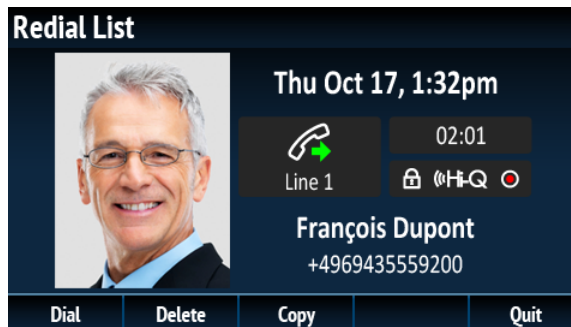 Redial List
Thu Oct 17, 1:32pm
02:01
Line 1
Hi-Q
François Dupont
+4969435559200
Dial Delete Copy Quit